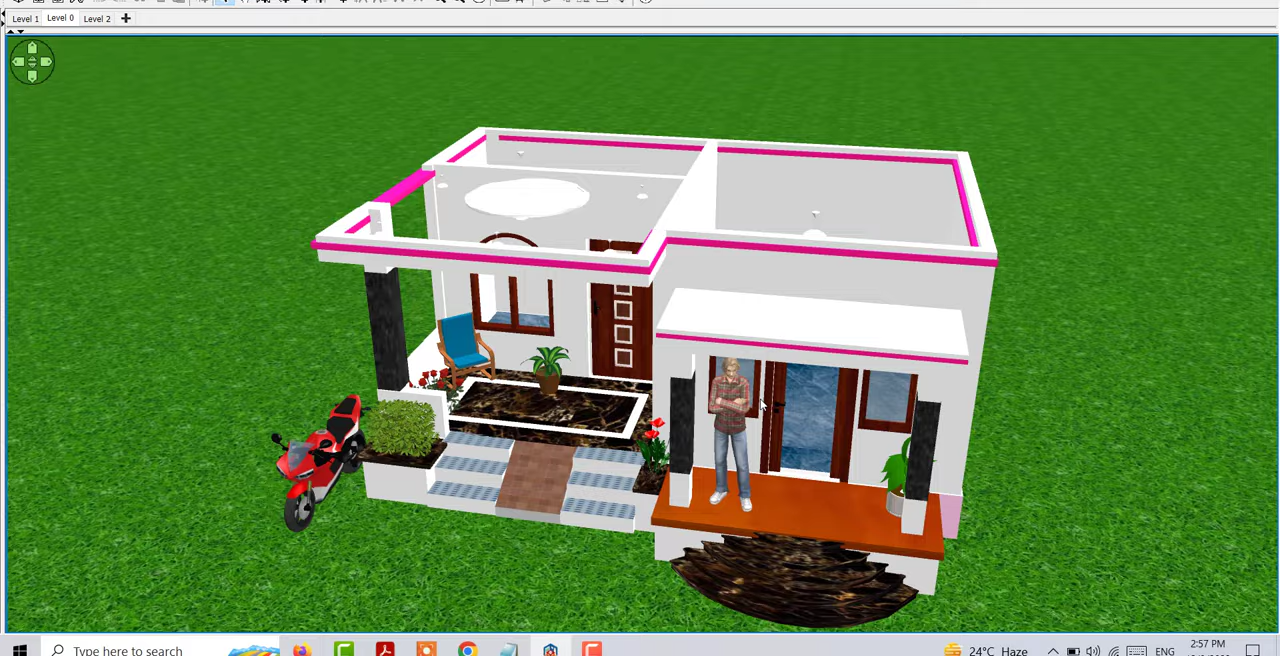 Level 1 Level 0 Level 2
Type here to search
24°C Haze
ENG
2:57 PM